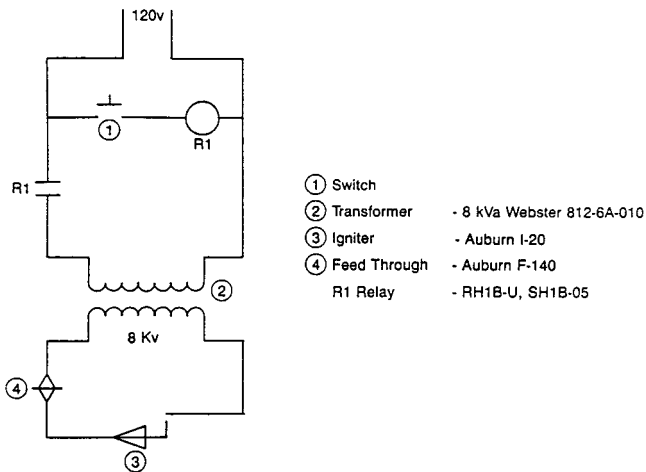 120v
1
R1
R1
2
8 Kv
4
3
1 Switch
2 Transformer - 8 kVa Webster 812-6A-010
3 Igniter - Auburn I-20
4 Feed Through - Auburn F-140
R1 Relay - RH1B-U, SH1B-05